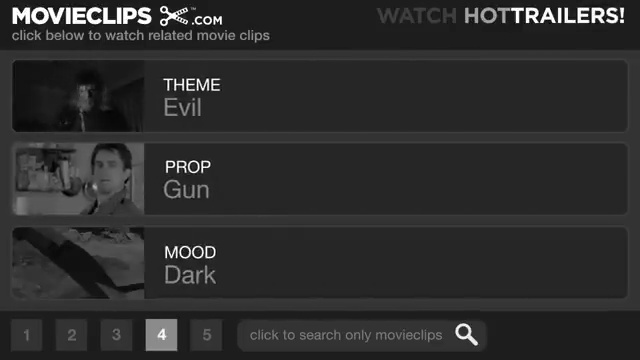 MOVIECLIPS .COM™
WATCH HOTTRAILERS!
click below to watch related movie clips
THEME
Evil
PROP
Gun
MOOD
Dark
1 2 3 4 5
click to search only movieclips